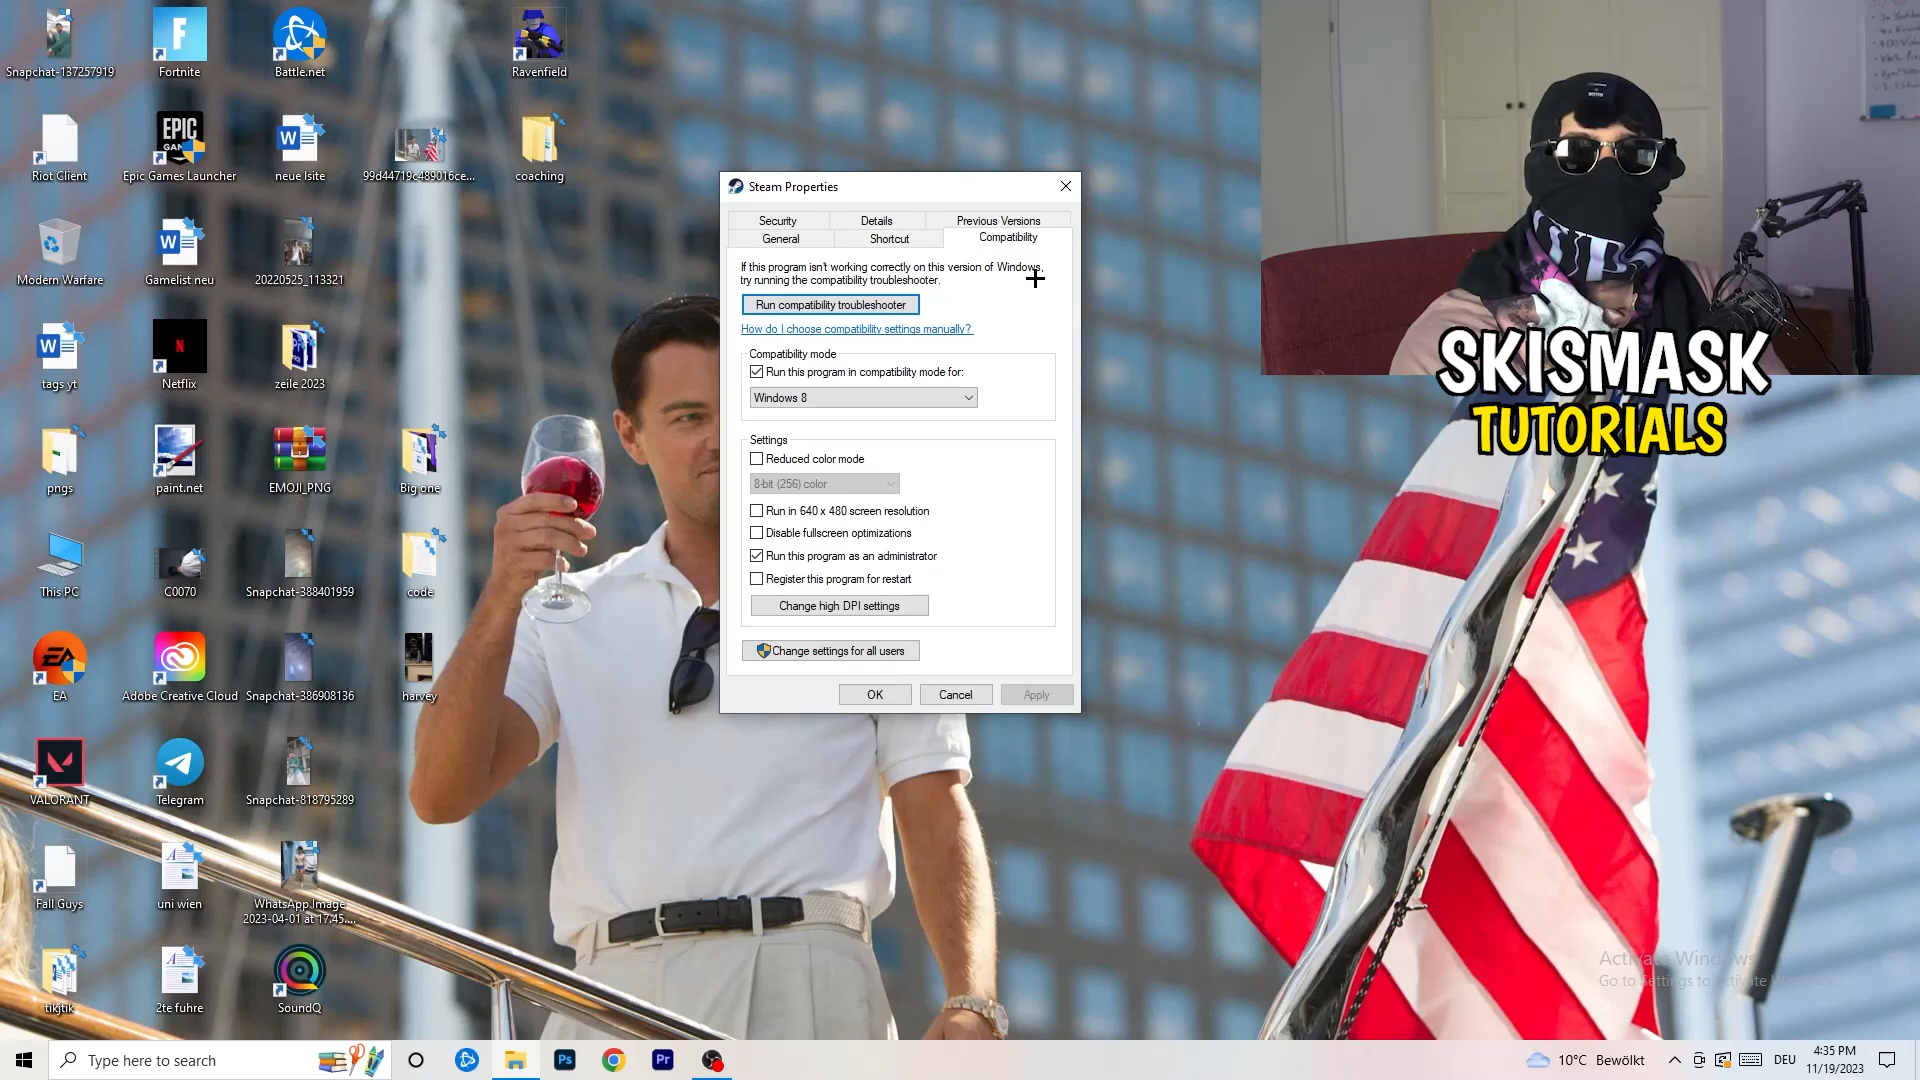 Snapchat-137257919
Fortnite
Battle.net
Ravenfield
Riot Client
EPIC
Epic Games Launcher
neue lsite
99d44719c489016ce...
coaching
Modern Warfare
Gamelist neu
20220525_113321
tags yt
Netflix
zeile 2023
pngs
paint.net
EMOJI_PNG
Big one
This PC
C0070
Snapchat-388401959
code
EA
Adobe Creative Cloud
Snapchat-386908136
harvey
VALORANT
Telegram
Snapchat-818795289
Fall Guys
uni wien
WhatsApp Image
2023-04-01 at 17.45....
tikjtik
2te fuhre
SoundQ
Steam Properties
Security
Details
Previous Versions
General
Shortcut
Compatibility
If this program isn't working correctly on this version of Windows,
try running the compatibility troubleshooter.
Run compatibility troubleshooter
How do I choose compatibility settings manually?
Compatibility mode
Run this program in compatibility mode for:
Windows 8
Settings
Reduced color mode
8-bit (256) color
Run in 640 x 480 screen resolution
Disable fullscreen optimizations
Run this program as an administrator
Register this program for restart
Change high DPI settings
Change settings for all users
OK
Cancel
Apply
SKISMASK
TUTORIALS
Activate Windows
Go to Settings to activate
Type here to search
Ps
Pr
10°C Bewölkt
DEU
4:35 PM
11/19/2023